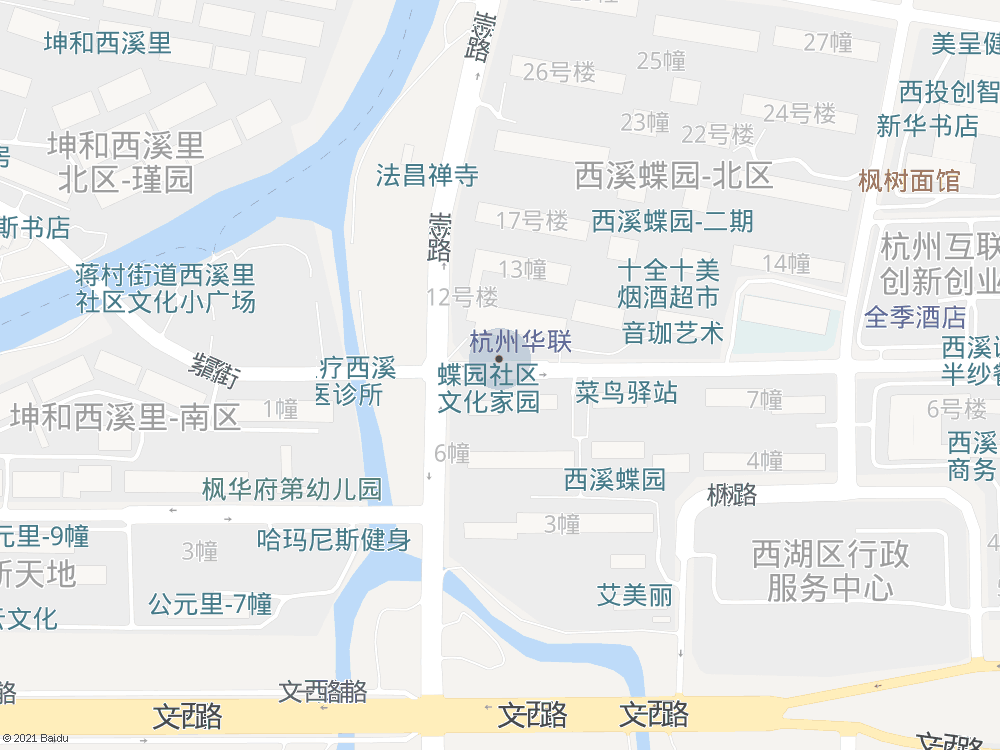 坤和西溪里
崇
路
27幢
美呈健
25幢
26号楼
西投创智
24号楼
新华书店
23幢
22号楼
坤和西溪里
北区-瑾园
房
法昌禅寺
西溪蝶园-北区
枫树面馆
斯书店
崇
路
17号楼
西溪蝶园-二期
杭州互联
创新创业
蒋村街道西溪里
社区文化小广场
13幢
十全十美
烟酒超市
14幢
12号楼
全季酒店
音珈艺术
杭州华联
街
疗西溪
医诊所
蝶园社区
文化家园
菜鸟驿站
半纱餐
坤和西溪里-南区
1幢
7幢
6号楼
西溪
商务
6幢
4幢
枫华府第幼儿园
西溪蝶园
路
3幢
元里-9幢
哈玛尼斯健身
3幢
西湖区行政
服务中心
新天地
公元里-7幢
艾美丽
云文化
路
文西路
文西路
文西路
文西路
© 2021 Baidu